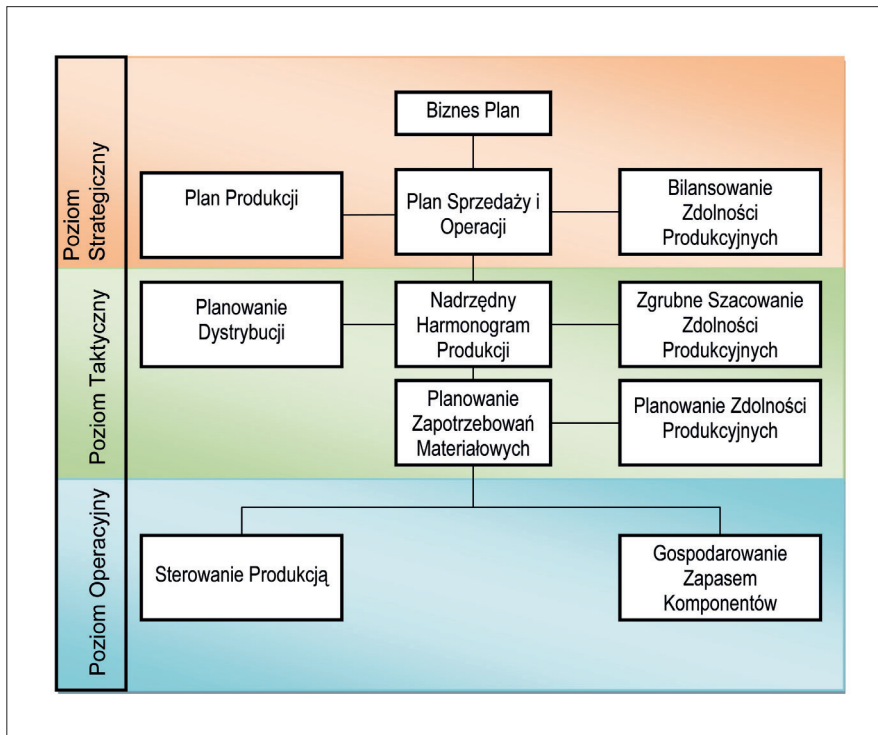 Poziom
Strategiczny
Biznes Plan
Plan Produkcji
Plan Sprzedaży i
Operacji
Bilansowanie
Zdolności
Produkcyjnych
Poziom Taktyczny
Planowanie
Dystrybucji
Nadrzędny
Harmonogram
Produkcji
Zgrubne Szacowanie
Zdolności
Produkcyjnych
Planowanie
Zapotrzebowań
Materiałowych
Planowanie Zdolności
Produkcyjnych
Poziom Operacyjny
Sterowanie Produkcją
Gospodarowanie
Zapasem
Komponentów